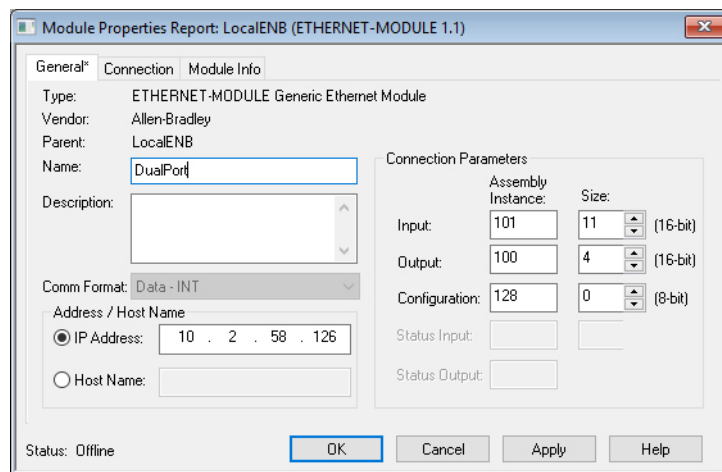 Module Properties Report: LocalENB (ETHERNET-MODULE 1.1)
General* Connection Module Info
Type: ETHERNET-MODULE Generic Ethernet Module
Vendor: Allen-Bradley
Parent: LocalENB
Name: DualPort
Description:
Comm Format: Data - INT
Address / Host Name
IP Address: 10 . 2 . 58 . 126
Host Name:
Connection Parameters
Assembly Instance: Size:
Input: 101 11 (16-bit)
Output: 100 4 (16-bit)
Configuration: 128 0 (8-bit)
Status Input:
Status Output:
Status: Offline
OK Cancel Apply Help